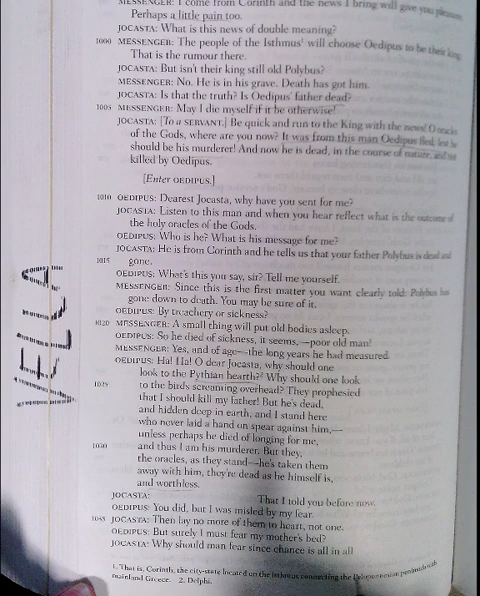 MESSENGER: I come from Corinth and the news I bring will give you pleasure.
Perhaps a little pain too.
JOCASTA: What is this news of double meaning?
1000 MESSENGER: The people of the Isthmus¹ will choose Oedipus to be their king.
That is the rumour there.
JOCASTA: But isn't their king still old Polybus?
MESSENGER: No. He is in his grave. Death has got him.
JOCASTA: Is that the truth? Is Oedipus' father dead?
1005 MESSENGER: May I die myself if it be otherwise!
JOCASTA: [To a SERVANT.] Be quick and run to the King with the news! O oracles
of the Gods, where are you now? It was from this man Oedipus fled, lest he
should be his murderer! And now he is dead, in the course of nature, and not
killed by Oedipus.
[Enter OEDIPUS.]
1010 OEDIPUS: Dearest Jocasta, why have you sent for me?
JOCASTA: Listen to this man and when you hear reflect what is the outcome of
the holy oracles of the Gods.
OEDIPUS: Who is he? What is his message for me?
JOCASTA: He is from Corinth and he tells us that your father Polybus is dead and
1015 gone.
OEDIPUS: What's this you say, sir? Tell me yourself.
MESSENGER: Since this is the first matter you want clearly told: Polybus has
gone down to death. You may be sure of it.
OEDIPUS: By treachery or sickness?
1020 MESSENGER: A small thing will put old bodies asleep.
OEDIPUS: So he died of sickness, it seems,—poor old man!
MESSENGER: Yes, and of age—the long years he had measured.
OEDIPUS: Ha! Ha! O dear Jocasta, why should one
look to the Pythian hearth?² Why should one look
1025 to the birds screaming overhead? They prophesied
that I should kill my father! But he's dead,
and hidden deep in earth, and I stand here
who never laid a hand on spear against him,—
unless perhaps he died of longing for me,
1030 and thus I am his murderer. But they,
the oracles, as they stand—he's taken them
away with him, they're dead as he himself is,
and worthless.
JOCASTA: That I told you before now.
OEDIPUS: You did, but I was misled by my fear.
1035 JOCASTA: Then lay no more of them to heart, not one.
OEDIPUS: But surely I must fear my mother's bed?
JOCASTA: Why should man fear since chance is all in all
1. That is, Corinth, the city-state located on the isthmus connecting the Peloponnesian peninsula with
mainland Greece. 2. Delphi.